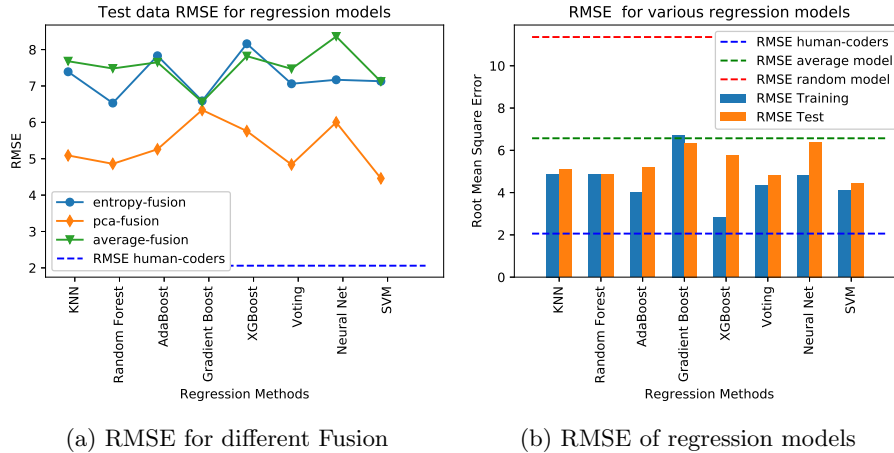 Test data RMSE for regression models
8
7
6
5
4
3
2
RMSE
entropy-fusion
pca-fusion
average-fusion
RMSE human-coders
KNN
Random Forest
AdaBoost
Gradient Boost
XGBoost
Voting
Neural Net
SVM
Regression Methods
(a) RMSE for different Fusion
RMSE for various regression models
10
8
6
4
2
0
Root Mean Square Error
RMSE human-coders
RMSE average model
RMSE random model
RMSE Training
RMSE Test
KNN
Random Forest
AdaBoost
Gradient Boost
XGBoost
Voting
Neural Net
SVM
Regression Methods
(b) RMSE of regression models